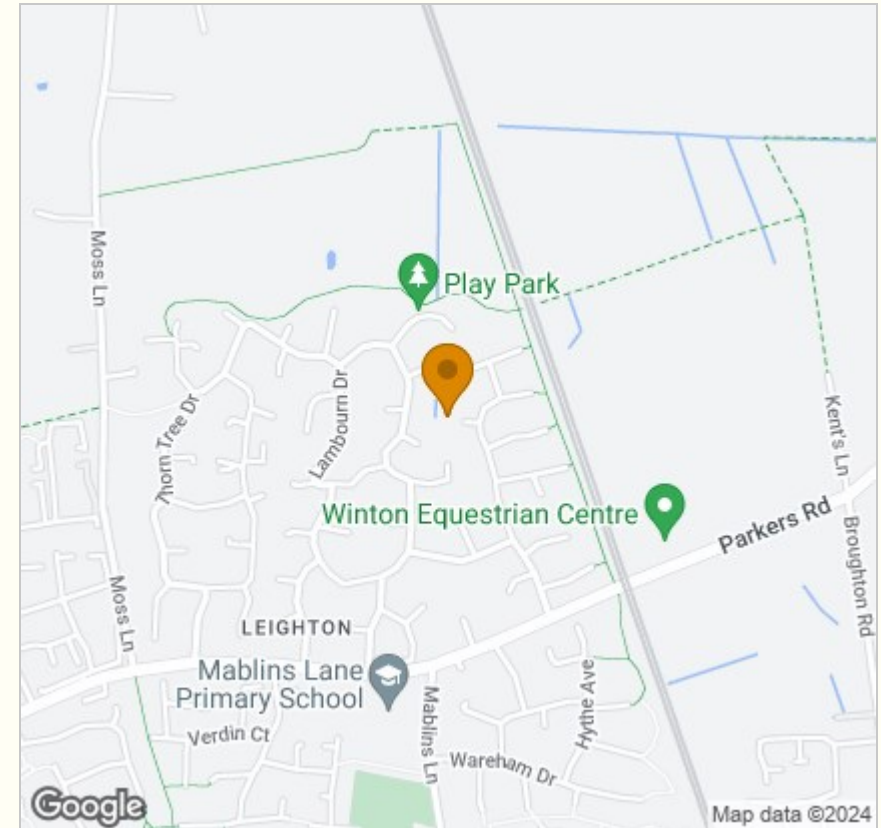 Moss Ln
Play Park
Lambourn Dr
Thorn Tree Dr
Kent's Ln
Winton Equestrian Centre
Parkers Rd
Broughton Rd
Moss Ln
LEIGHTON
Mablins Lane
Primary School
Hythe Ave
Mablins Ln
Verdin Ct
Wareham Dr
Google
Map data ©2024